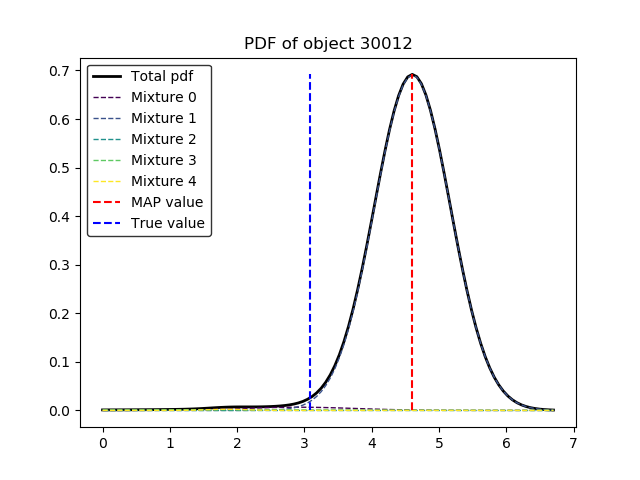 PDF of object 30012
0.7
0.6
0.5
0.4
0.3
0.2
0.1
0.0
Total pdf
Mixture 0
Mixture 1
Mixture 2
Mixture 3
Mixture 4
MAP value
True value
0 1 2 3 4 5 6 7